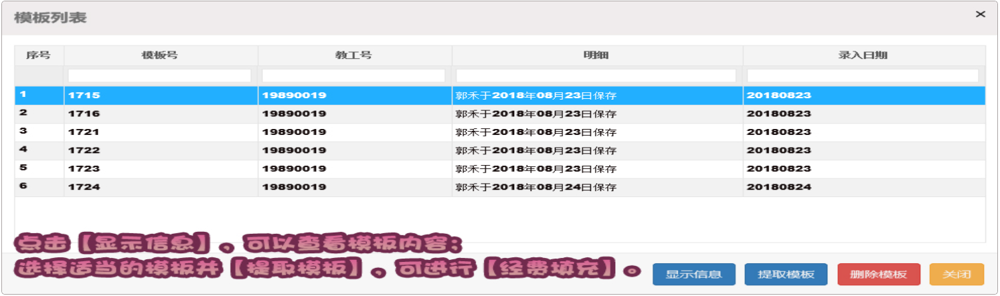 模板列表
×
序号 模板号 教工号 明细 录入日期
1 1715 19890019 郭禾于2018年08月23日保存 20180823
2 1716 19890019 郭禾于2018年08月23日保存 20180823
3 1721 19890019 郭禾于2018年08月23日保存 20180823
4 1722 19890019 郭禾于2018年08月23日保存 20180823
5 1723 19890019 郭禾于2018年08月23日保存 20180823
6 1724 19890019 郭禾于2018年08月24日保存 20180824
点击【显示信息】，可以查看模板内容；
选择适当的模板并【提取模板】，可进行【经费填充】。
显示信息 提取模板 删除模板 关闭